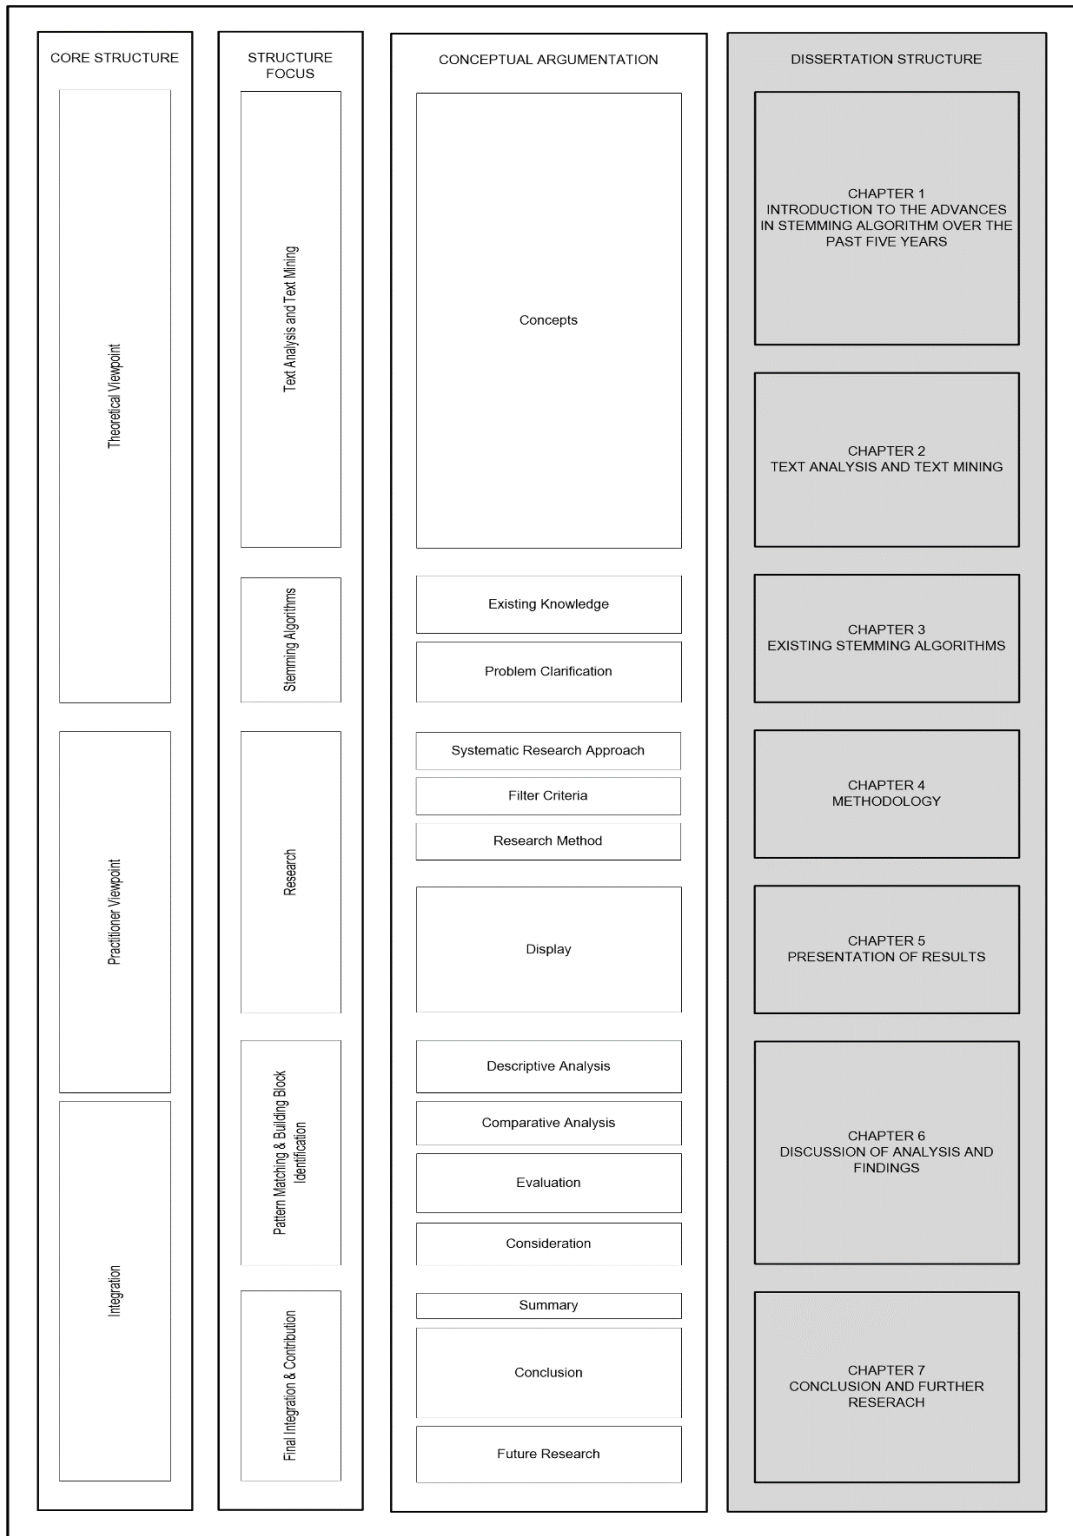 CORE STRUCTURE
Theoretical Viewpoint
Practitioner Viewpoint
Integration
STRUCTURE
FOCUS
Text Analysis and Text Mining
Stemming Algorithms
Research
Pattern Matching & Building Block
Identification
Final Integration & Contribution
CONCEPTUAL ARGUMENTATION
Concepts
Existing Knowledge
Problem Clarification
Systematic Research Approach
Filter Criteria
Research Method
Display
Descriptive Analysis
Comparative Analysis
Evaluation
Consideration
Summary
Conclusion
Future Research
DISSERTATION STRUCTURE
CHAPTER 1
INTRODUCTION TO THE ADVANCES
IN STEMMING ALGORITHM OVER THE
PAST FIVE YEARS
CHAPTER 2
TEXT ANALYSIS AND TEXT MINING
CHAPTER 3
EXISTING STEMMING ALGORITHMS
CHAPTER 4
METHODOLOGY
CHAPTER 5
PRESENTATION OF RESULTS
CHAPTER 6
DISCUSSION OF ANALYSIS AND
FINDINGS
CHAPTER 7
CONCLUSION AND FURTHER
RESERACH